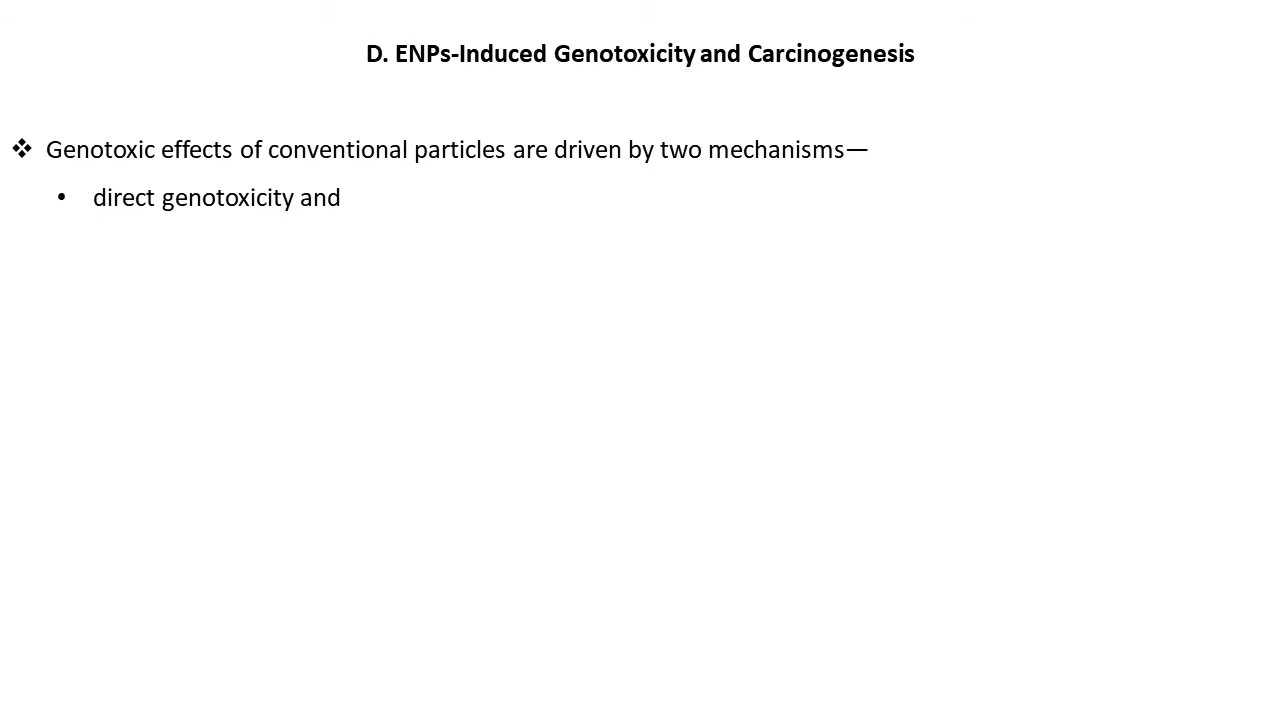 D. ENPs-Induced Genotoxicity and Carcinogenesis
❖ Genotoxic effects of conventional particles are driven by two mechanisms—
• direct genotoxicity and